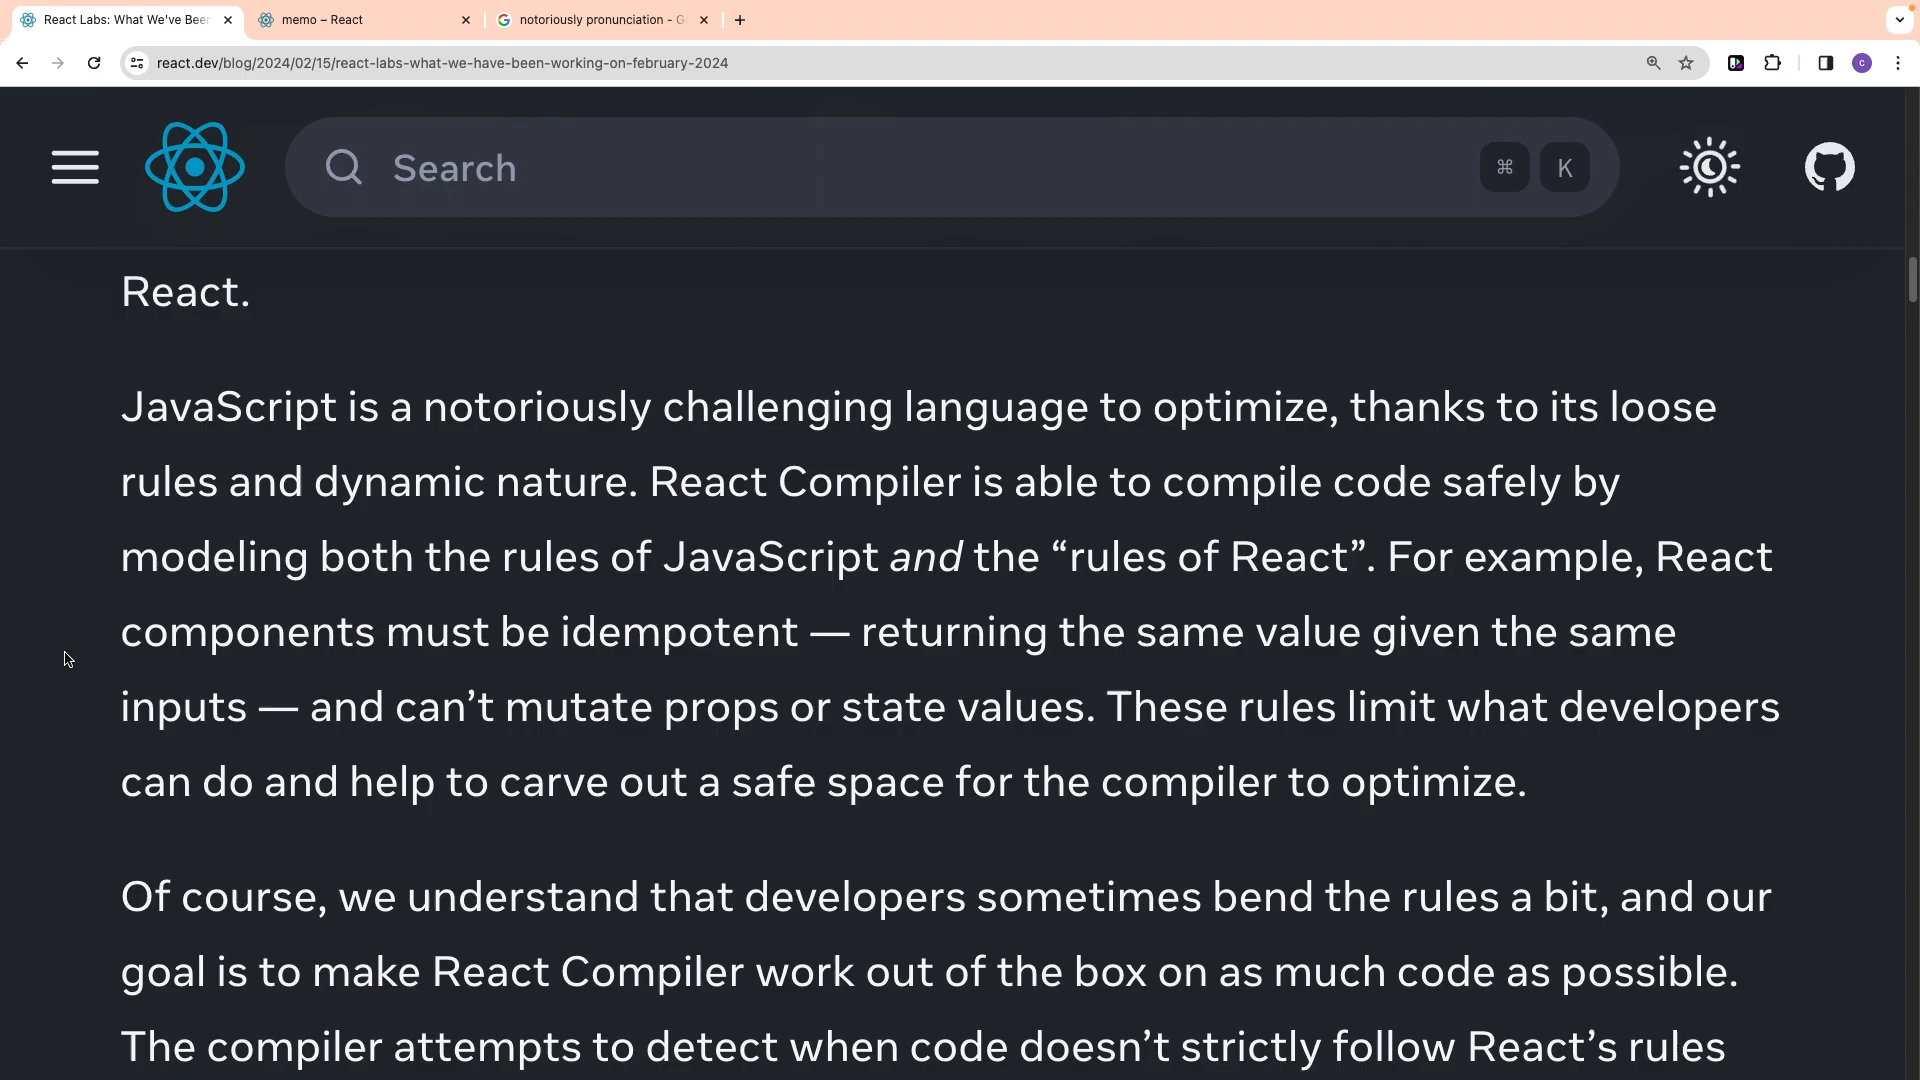 React Labs: What We've Beer
memo – React
notoriously pronunciation - G
react.dev/blog/2024/02/15/react-labs-what-we-have-been-working-on-february-2024
c
Search
⌘ K
React.
JavaScript is a notoriously challenging language to optimize, thanks to its loose
rules and dynamic nature. React Compiler is able to compile code safely by
modeling both the rules of JavaScript and the “rules of React”. For example, React
components must be idempotent — returning the same value given the same
inputs — and can’t mutate props or state values. These rules limit what developers
can do and help to carve out a safe space for the compiler to optimize.
Of course, we understand that developers sometimes bend the rules a bit, and our
goal is to make React Compiler work out of the box on as much code as possible.
The compiler attempts to detect when code doesn’t strictly follow React’s rules